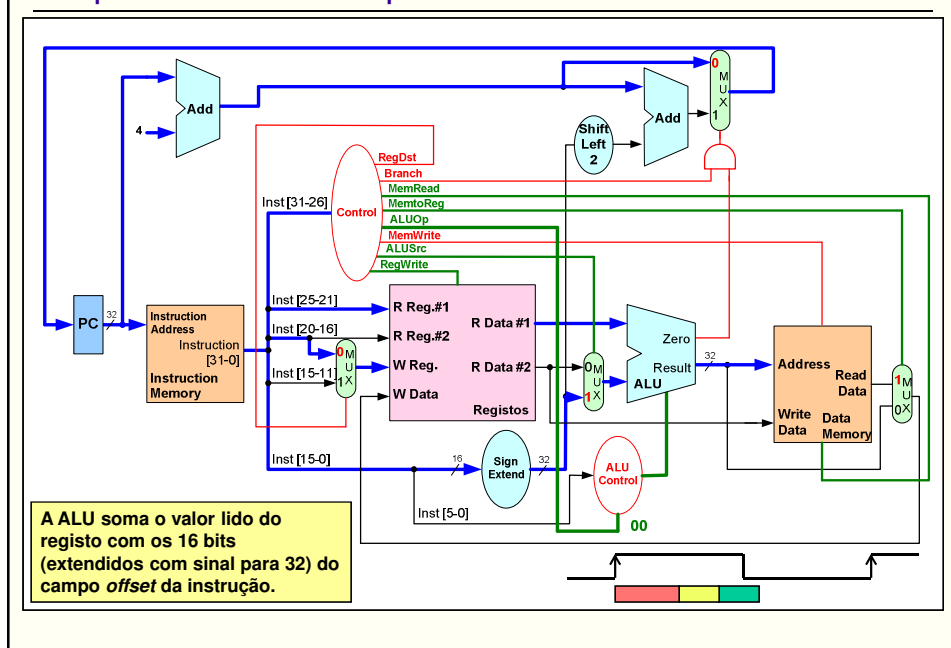 0
M
U
X
1
Add
Add
4
Shift
Left
2
RegDst
Branch
MemRead
MemtoReg
ALUOp
MemWrite
ALUSrc
RegWrite
Control
Inst [31-26]
Inst [25-21]
Inst [20-16]
Inst [15-11]
Inst [15-0]
Inst [5-0]
PC
32
Instruction
Address
Instruction
[31-0]
Instruction
Memory
0
M
U
1
X
R Reg.#1
R Reg.#2
W Reg.
W Data
R Data #1
R Data #2
Registos
0
M
U
1
X
Zero
Result
ALU
32
Address
Read
Data
Write
Data
Data
Memory
1
M
U
0
X
16
Sign
Extend
32
ALU
Control
00
A ALU soma o valor lido do
registo com os 16 bits
(extendidos com sinal para 32) do
campo offset da instrução.